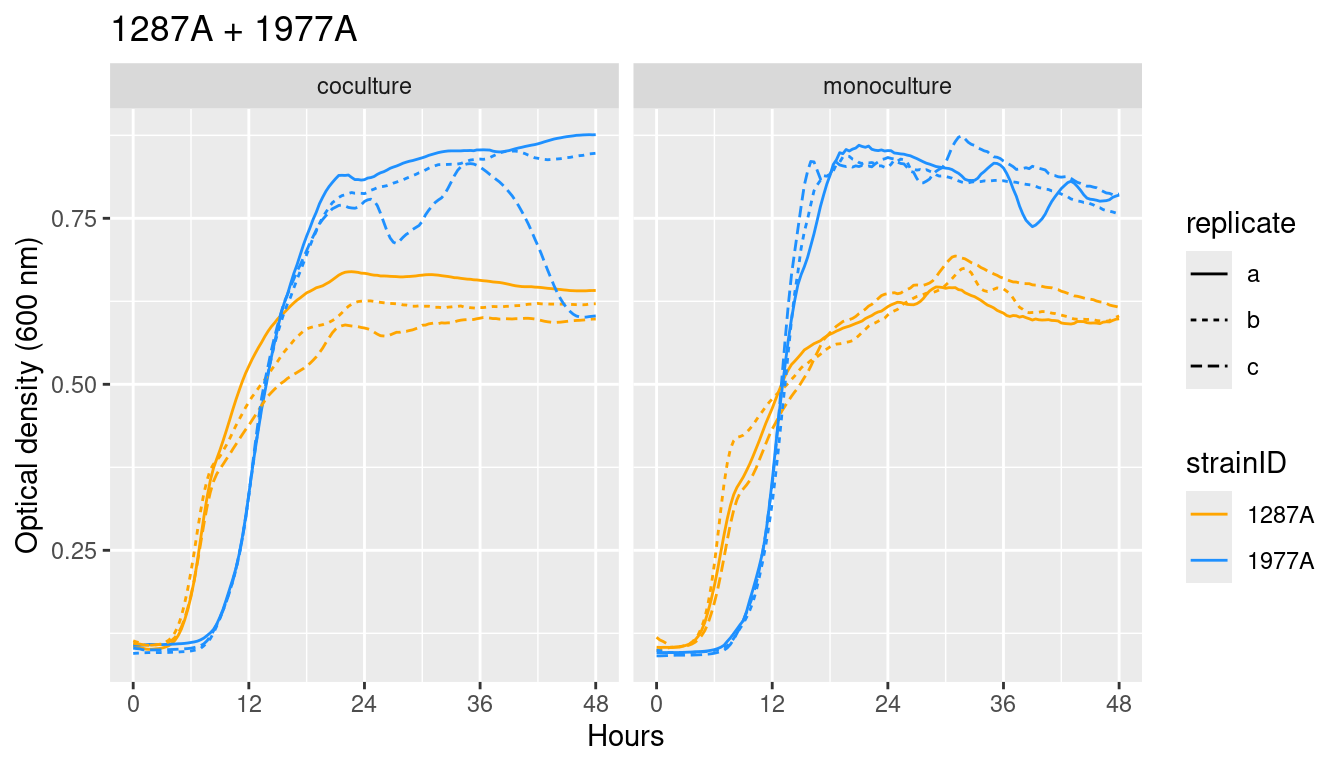 1287A + 1977A
coculture
monoculture
Optical density (600 nm)
0.75
0.50
0.25
0 12 24 36 48
0 12 24 36 48
Hours
replicate
a
b
c
strainID
1287A
1977A